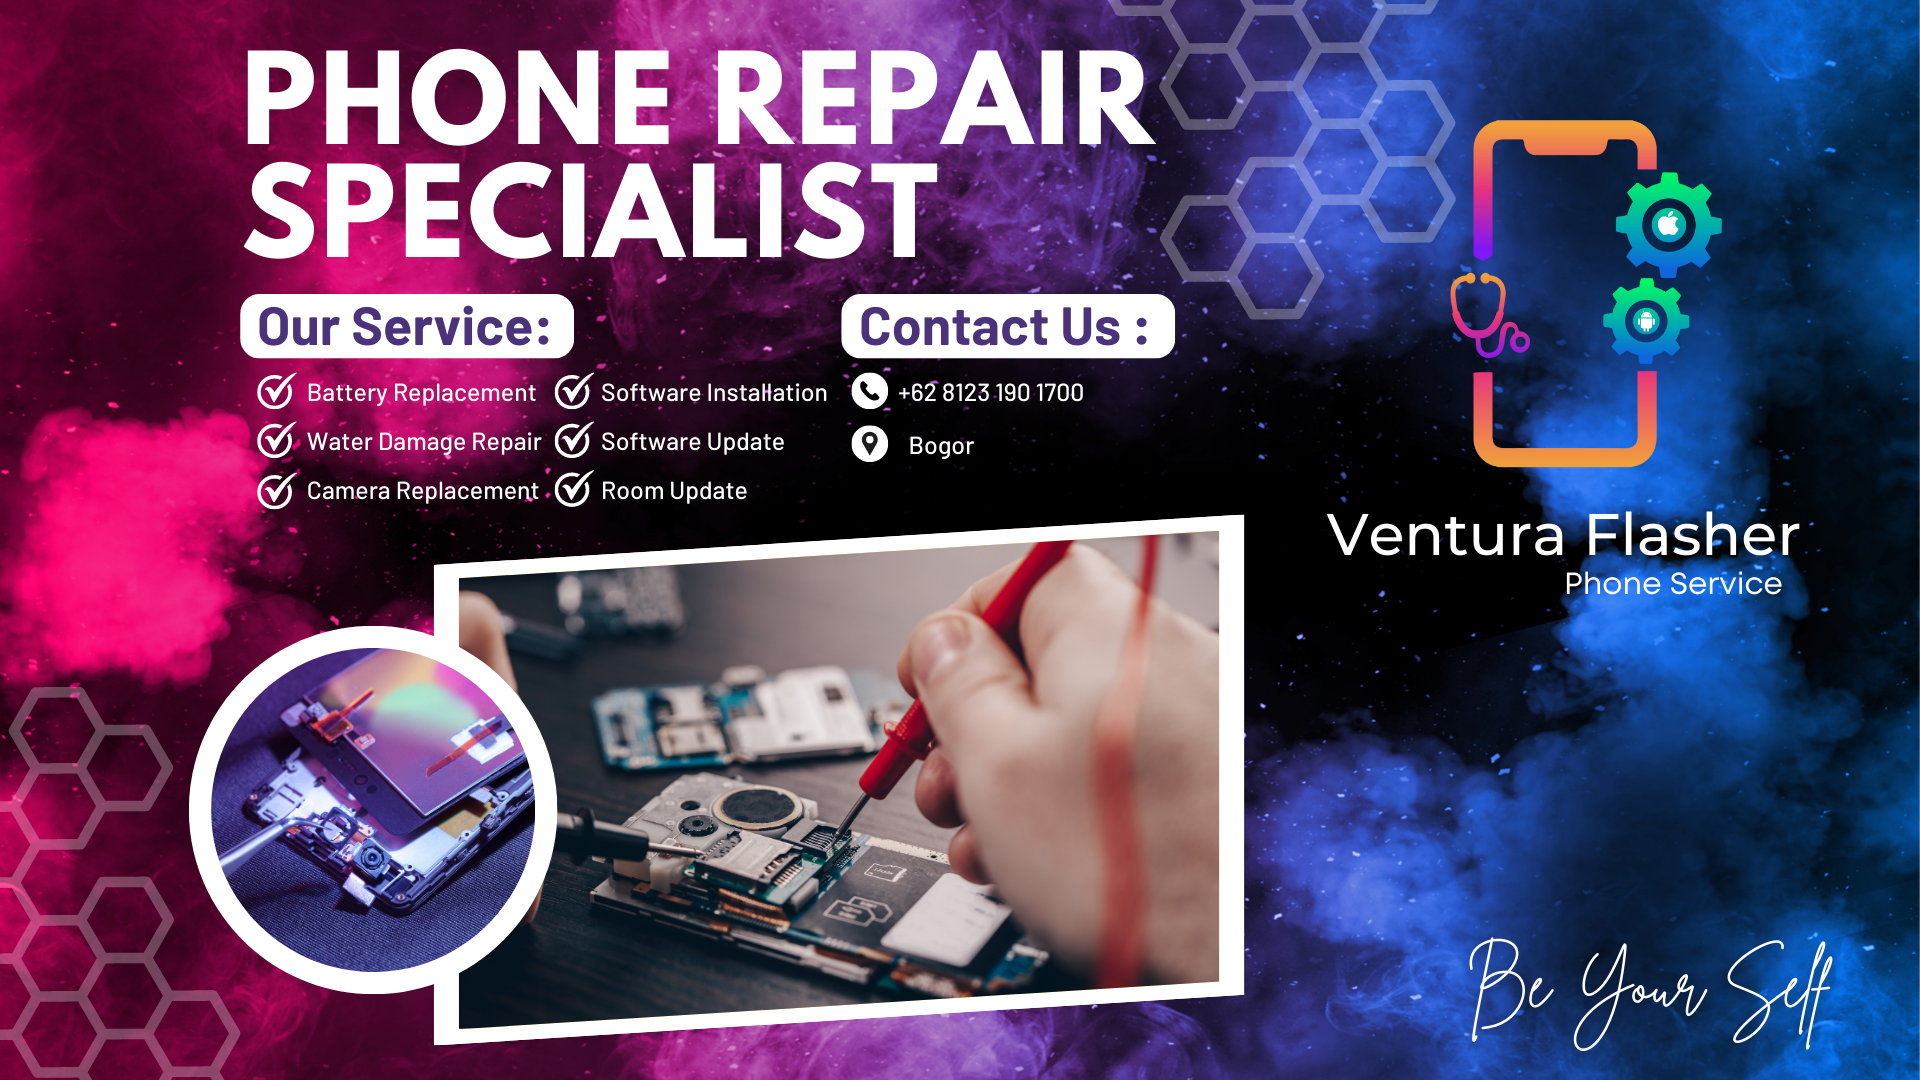 PHONE REPAIR
SPECIALIST
Our Service:
Battery Replacement
Water Damage Repair
Camera Replacement
Software Installation
Software Update
Room Update
Contact Us :
+62 8123 190 1700
Bogor
Ventura Flasher
Phone Service
Be Your Self